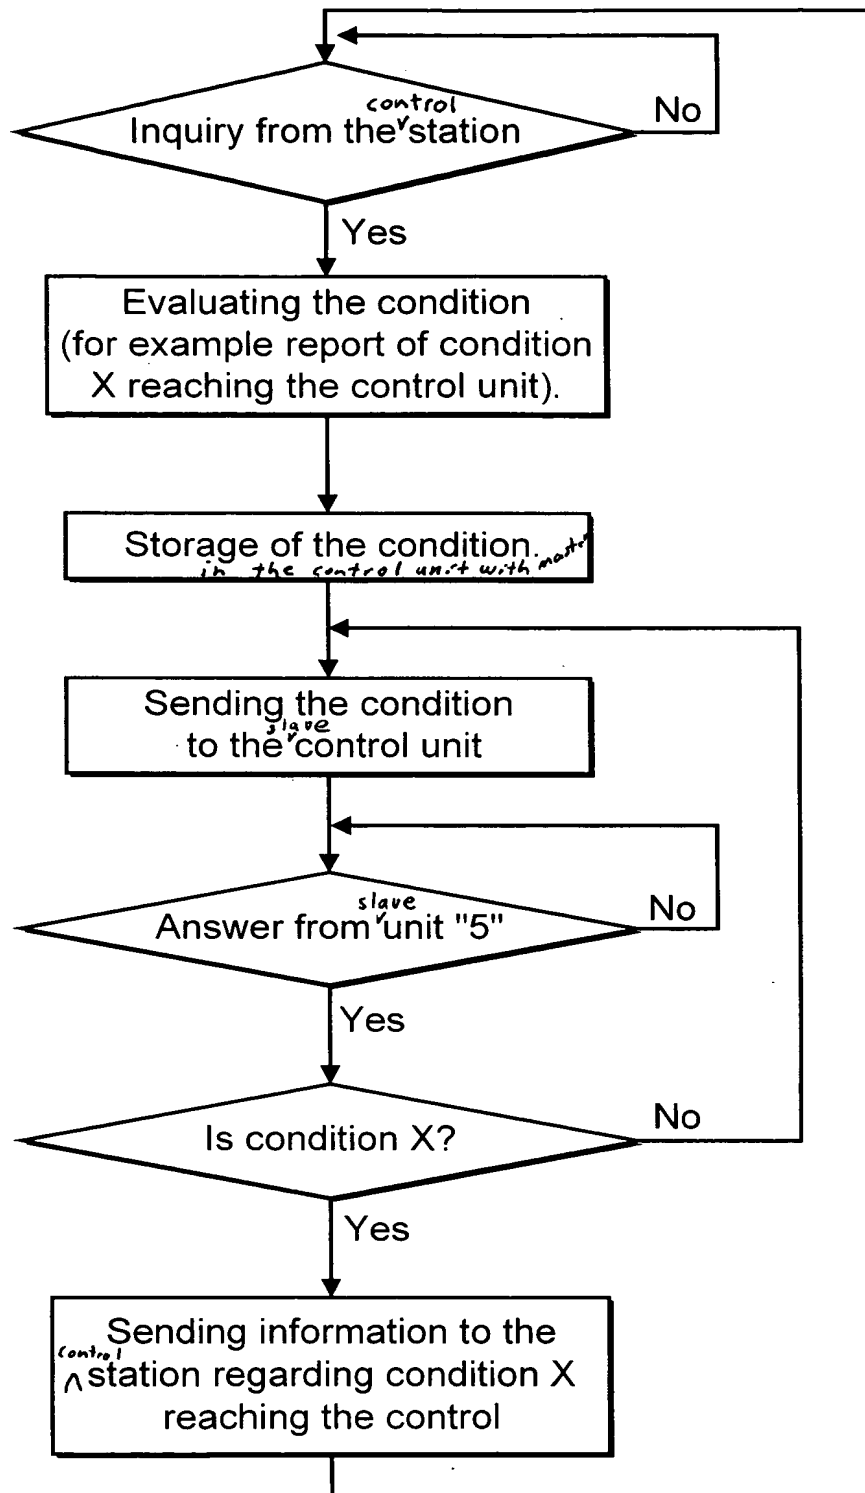 control
Inquiry from the station
No
Yes
Evaluating the condition
(for example report of condition
X reaching the control unit).
Storage of the condition.
in the control unit with master
Sending the condition
slave
to the control unit
slave
Answer from unit "5"
No
Yes
Is condition X?
No
Yes
Sending information to the
control
station regarding condition X
reaching the control